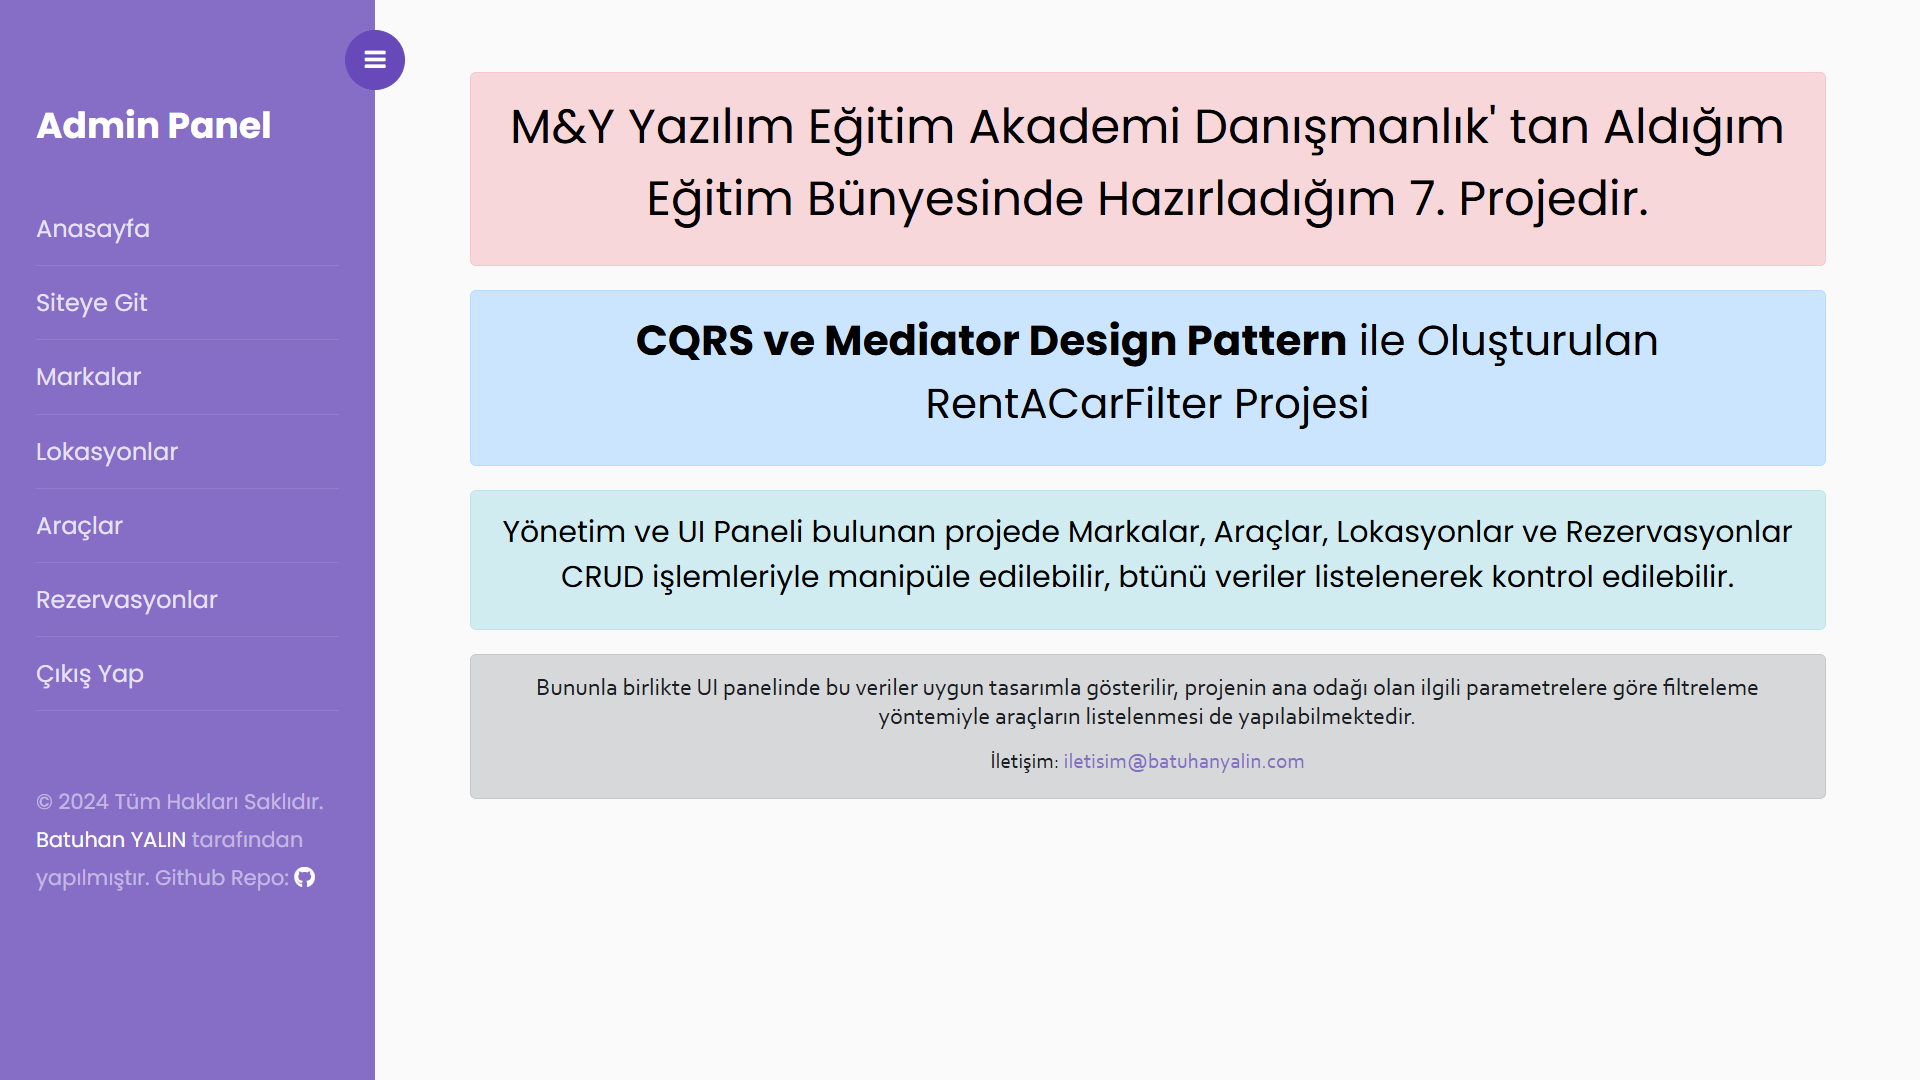 Admin Panel
Anasayfa
Siteye Git
Markalar
Lokasyonlar
Araçlar
Rezervasyonlar
Çıkış Yap
© 2024 Tüm Hakları Saklıdır.
Batuhan YALIN tarafından
yapılmıştır. Github Repo:
M&Y Yazılım Eğitim Akademi Danışmanlık' tan Aldığım
Eğitim Bünyesinde Hazırladığım 7. Projedir.
CQRS ve Mediator Design Pattern ile Oluşturulan
RentACarFilter Projesi
Yönetim ve UI Paneli bulunan projede Markalar, Araçlar, Lokasyonlar ve Rezervasyonlar
CRUD işlemleriyle manipüle edilebilir, btünü veriler listelenerek kontrol edilebilir.
Bununla birlikte UI panelinde bu veriler uygun tasarımla gösterilir, projenin ana odağı olan ilgili parametrelere göre filtreleme
yöntemiyle araçların listelenmesi de yapılabilmektedir.
İletişim: iletisim@batuhanyalin.com